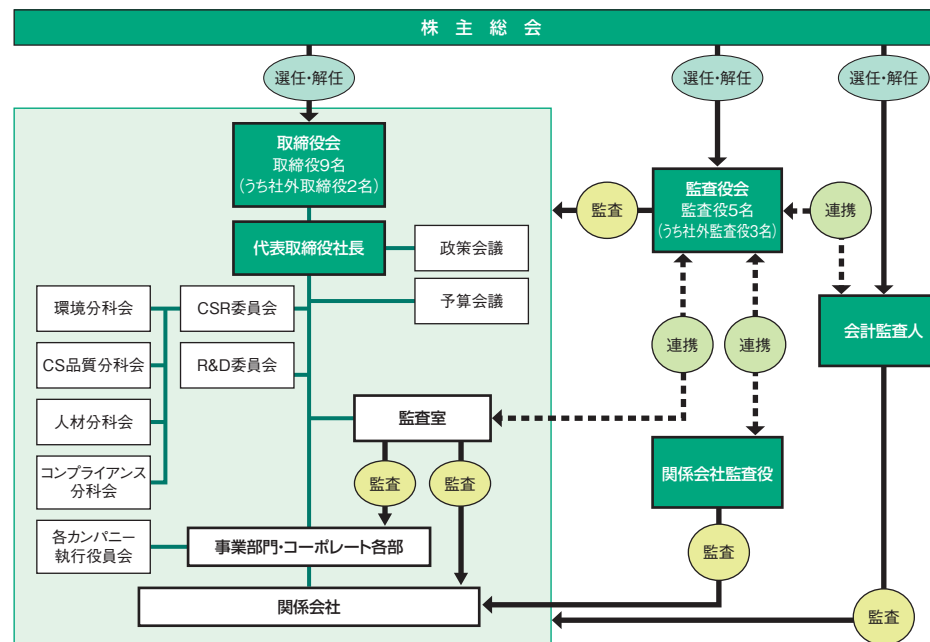 株主総会
選任・解任
選任・解任
選任・解任
取締役会
取締役9名
(うち社外取締役2名)
監査役会
監査役5名
(うち社外監査役3名)
監査
連携
代表取締役社長
政策会議
予算会議
環境分科会
CSR委員会
会計監査人
CS品質分科会
R&D委員会
連携
連携
人材分科会
監査室
コンプライアンス
分科会
監査
監査
関係会社監査役
各カンパニー
執行役員会
事業部門・コーポレート各部
監査
関係会社
監査